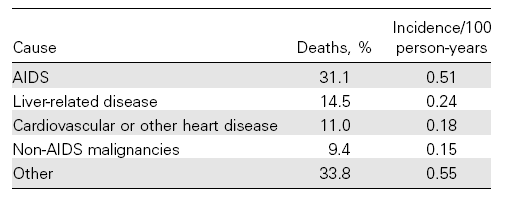 Incidence/100
Cause Deaths, % person-years
AIDS 31.1 0.51
Liver-related disease 14.5 0.24
Cardiovascular or other heart disease 11.0 0.18
Non-AIDS malignancies 9.4 0.15
Other 33.8 0.55